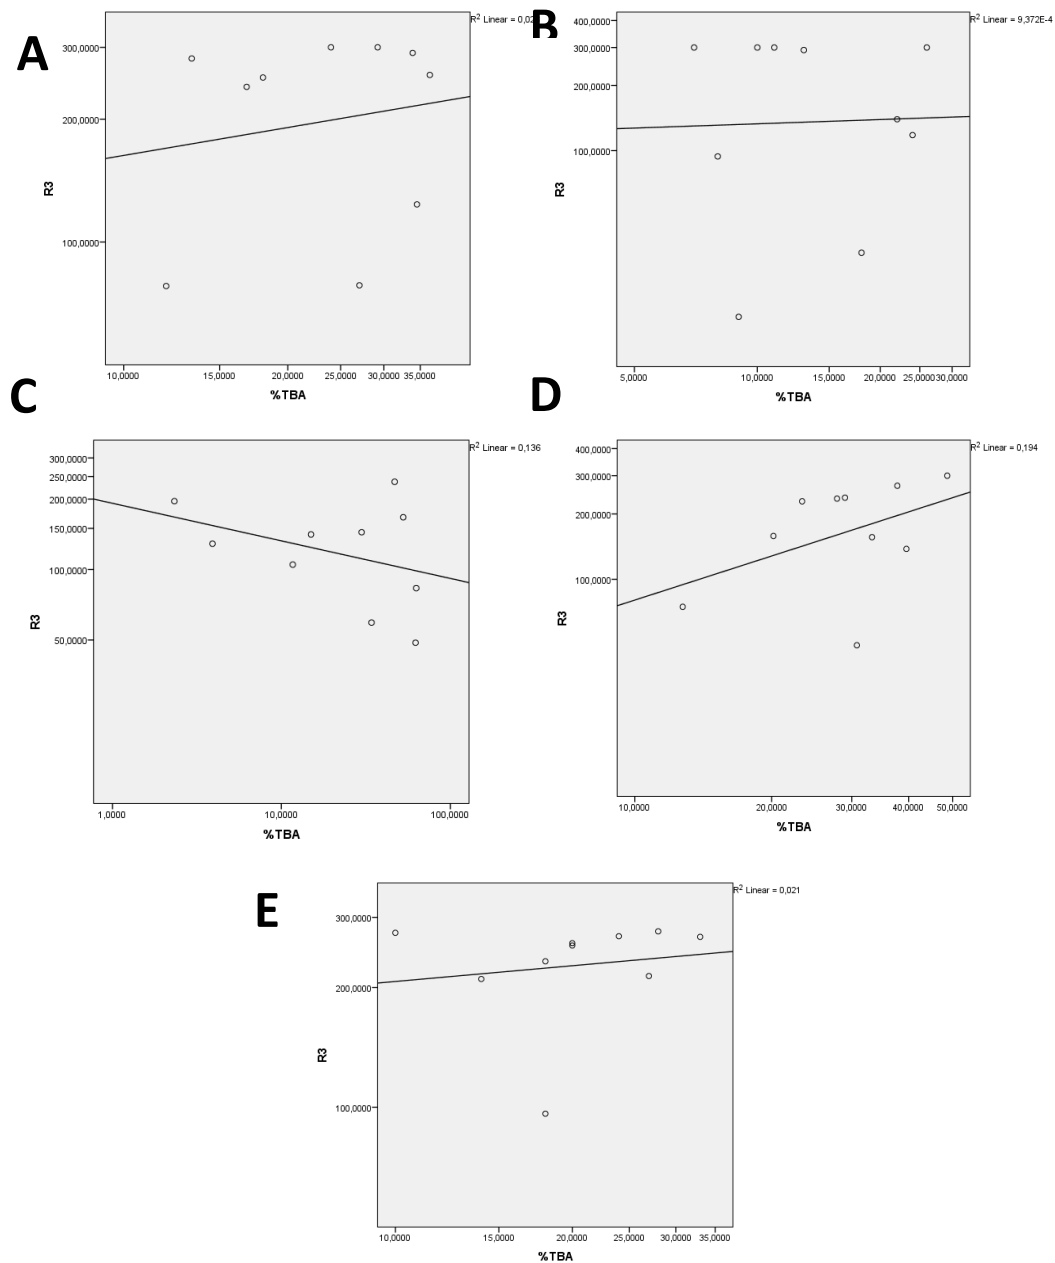 A
R² Linear = 0,02
300,0000
200,0000
100,0000
R3
10,0000 15,0000 20,0000 25,0000 30,0000 35,0000
%TBA
B
R² Linear = 9,372E-4
400,0000
300,0000
200,0000
100,0000
R3
5,0000 10,0000 15,0000 20,0000 25,0000 30,0000
%TBA
C
R² Linear = 0,136
300,0000
250,0000
200,0000
150,0000
100,0000
50,0000
R3
1,0000 10,0000 100,0000
%TBA
D
R² Linear = 0,194
400,0000
300,0000
200,0000
100,0000
R3
10,0000 20,0000 30,0000 40,0000 50,0000
%TBA
E
R² Linear = 0,021
300,0000
200,0000
100,0000
R3
10,0000 15,0000 20,0000 25,0000 30,0000 35,0000
%TBA